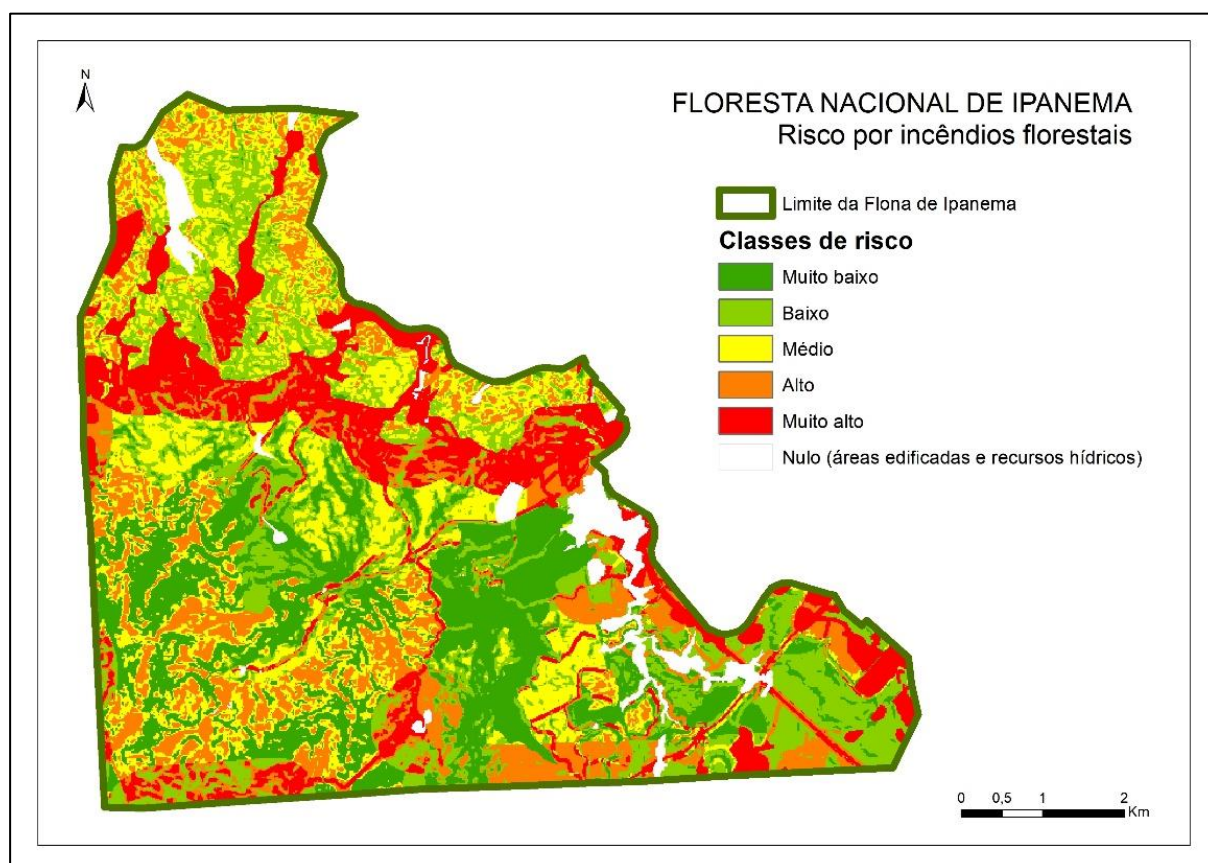 N
FLORESTA NACIONAL DE IPANEMA
Risco por incêndios florestais
Limite da Flona de Ipanema
Classes de risco
Muito baixo
Baixo
Médio
Alto
Muito alto
Nulo (áreas edificadas e recursos hídricos)
0 0,5 1 2
Km